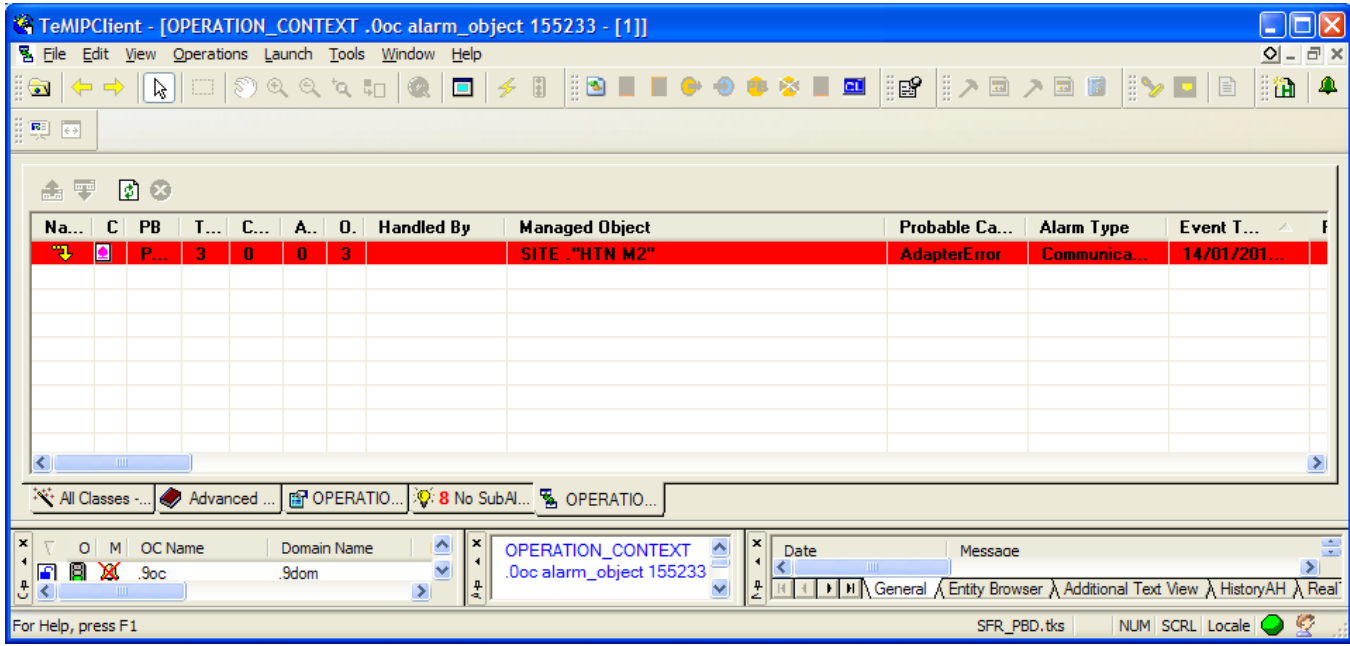 TeMIPClient - [OPERATION_CONTEXT .0oc alarm_object 155233 - [1]]
File Edit View Operations Launch Tools Window Help
Na... C PB T... C... A.. O. Handled By Managed Object Probable Ca... Alarm Type Event T...
P... 3 0 0 3 SITE ."HTN M2" AdapterError Communica... 14/01/201...
All Classes -... Advanced ... OPERATIO... 8 No SubAl... OPERATIO...
O M OC Name Domain Name
.9oc .9dom
OPERATION_CONTEXT
.0oc alarm_object 155233
Date Message
General Entity Browser Additional Text View HistoryAH Real
For Help, press F1 SFR_PBD.tks NUM SCRL Locale